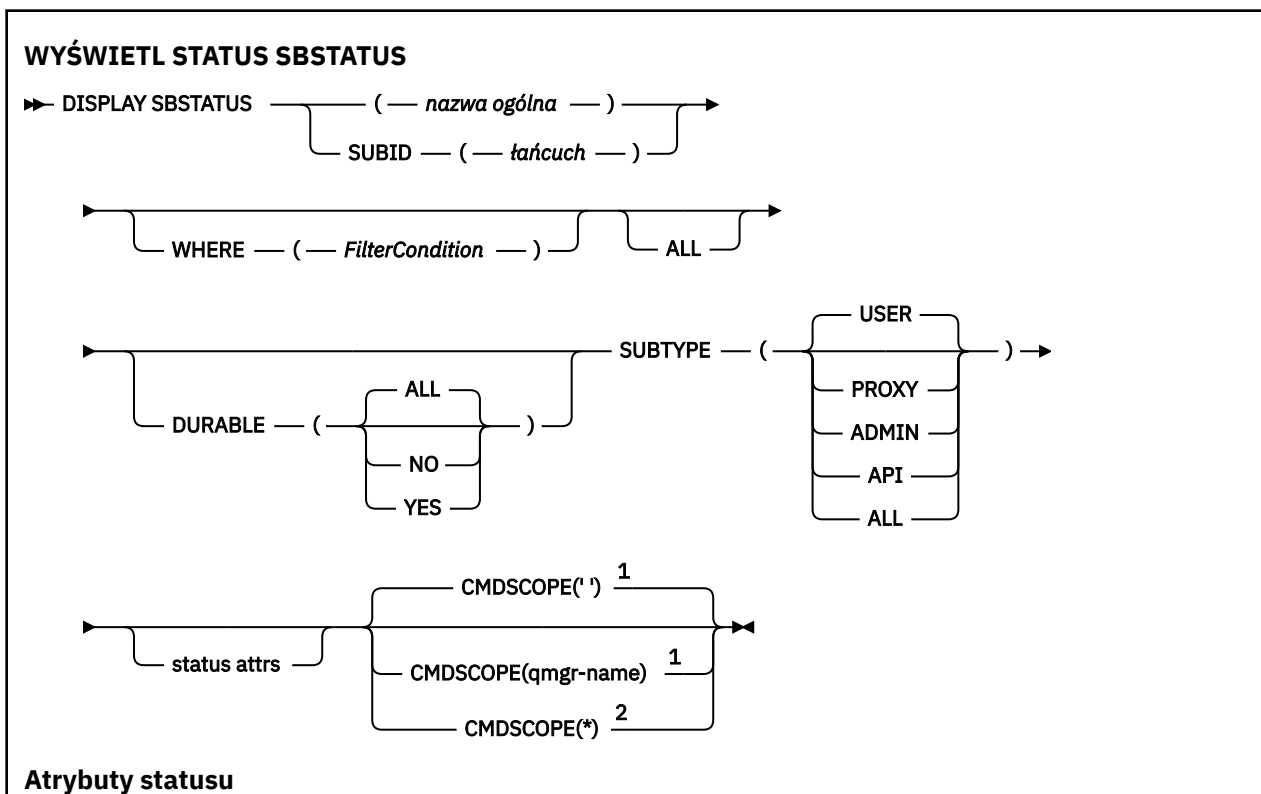 WYŚWIETL STATUS SBSTATUS
DISPLAY SBSTATUS ( nazwa ogólna )
SUBID ( łańcuch )
WHERE ( FilterCondition ) ALL
USER
SUBTYPE ( )
ALL PROXY
DURABLE ( ) ADMIN
NO API
YES ALL
CMDSCOPE(' ') 1
status attrs CMDSCOPE(qmgr-name) 1
CMDSCOPE(*) 2
Atrybuty statusu